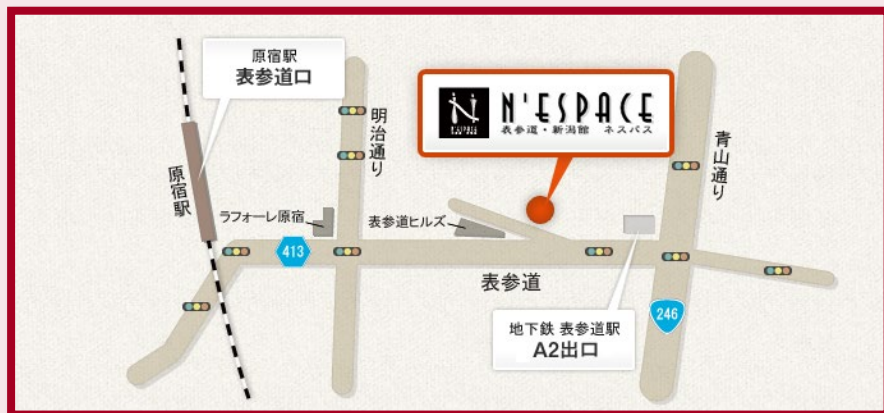 原宿駅
表参道口
N'ESPACE
N'ESPACE
表参道・新潟館 ネスパス
明治通り
青山通り
原宿駅
ラフォーレ原宿
表参道ヒルズ
413
表参道
246
地下鉄 表参道駅
A2出口